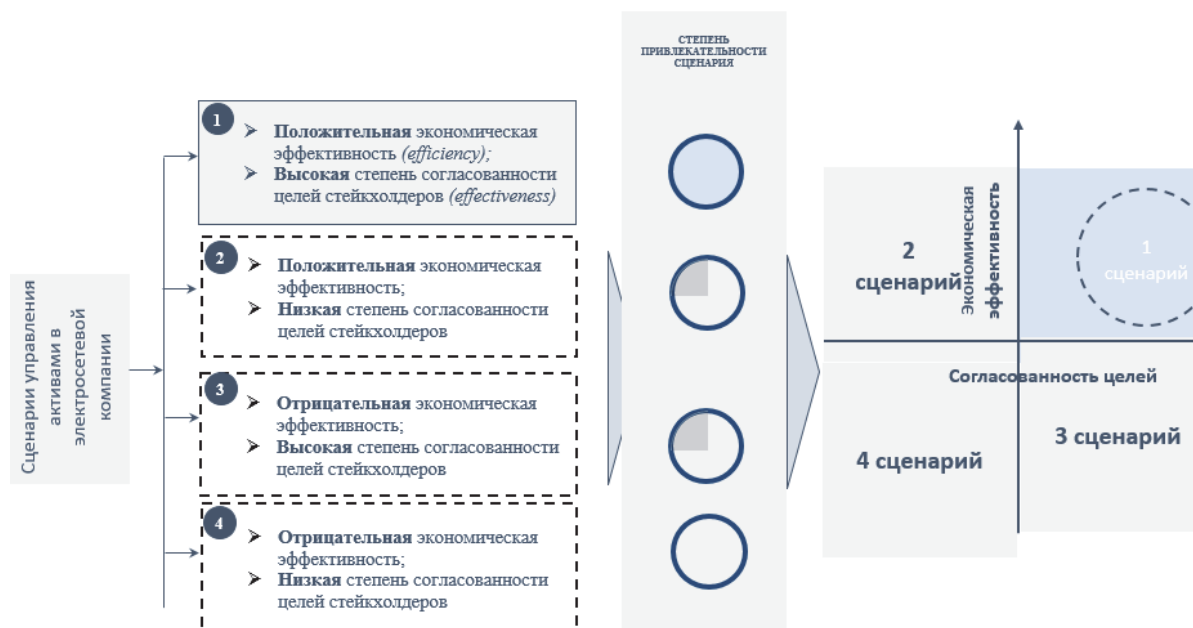 Сценарии управления
активами в
электросетевой
компании
1
➢ Положительная экономическая
эффективность (efficiency);
➢ Высокая степень согласованности
целей стейкхолдеров (effectiveness)
2
➢ Положительная экономическая
эффективность;
➢ Низкая степень согласованности
целей стейкхолдеров
3
➢ Отрицательная экономическая
эффективность;
➢ Высокая степень согласованности
целей стейкхолдеров
4
➢ Отрицательная экономическая
эффективность;
➢ Низкая степень согласованности
целей стейкхолдеров
СТЕПЕНЬ
ПРИВЛЕКАТЕЛЬНОСТИ
СЦЕНАРИЯ
2
сценарий
Экономическая
эффективность
1
сценарий
Согласованность целей
4 сценарий
3 сценарий